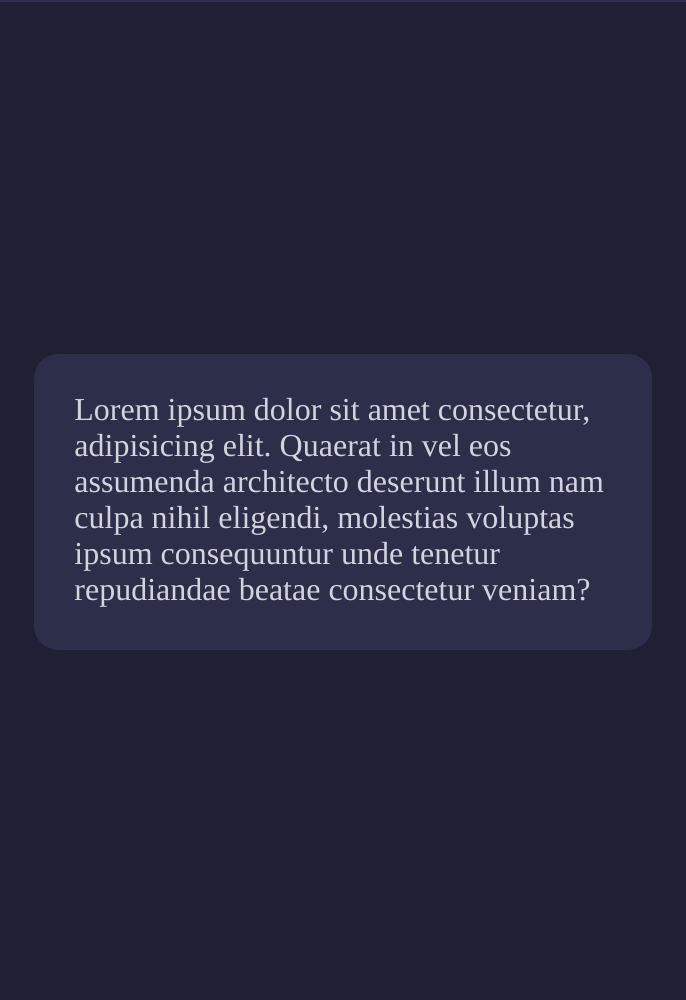 Lorem ipsum dolor sit amet consectetur,
adipisicing elit. Quaerat in vel eos
assumenda architecto deserunt illum nam
culpa nihil eligendi, molestias voluptas
ipsum consequuntur unde tenetur
repudiandae beatae consectetur veniam?